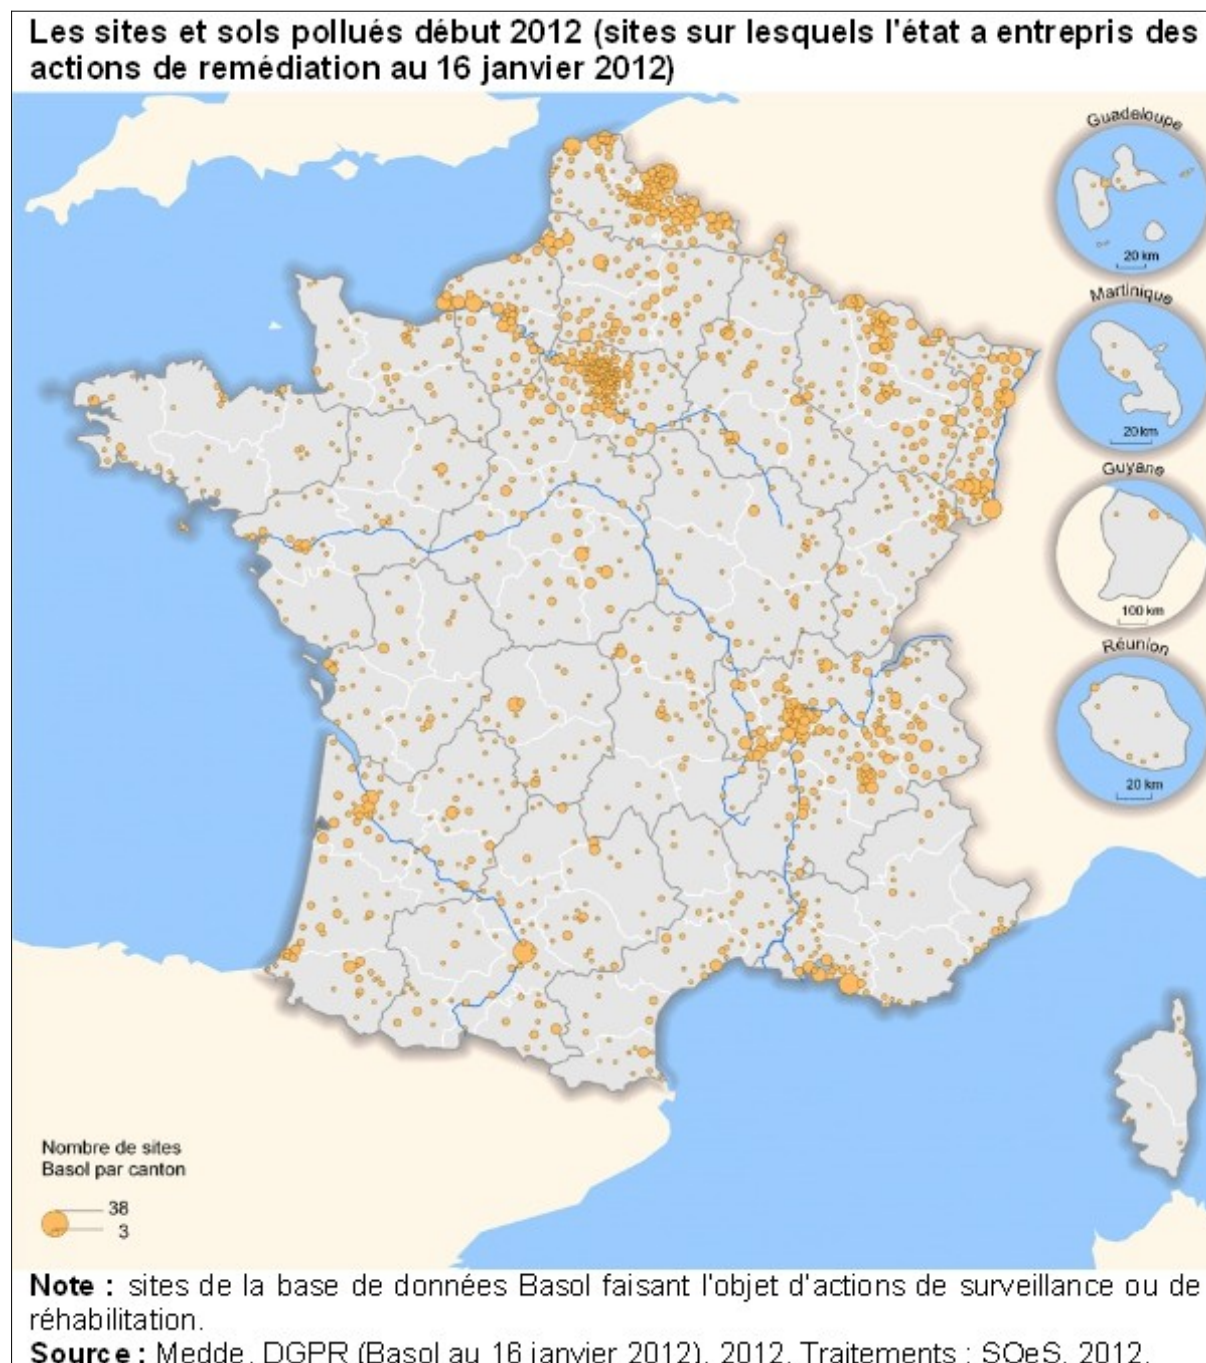 Les sites et sols pollués début 2012 (sites sur lesquels l'état a entrepris des
actions de remédiation au 16 janvier 2012)
Guadeloupe
20 km
Martinique
20 km
Guyane
100 km
Réunion
20 km
Nombre de sites
Basol par canton
38
3
Note : sites de la base de données Basol faisant l'objet d'actions de surveillance ou de
réhabilitation.
Source : Medde, DGPR (Basol au 16 janvier 2012), 2012. Traitements : SOeS, 2012.